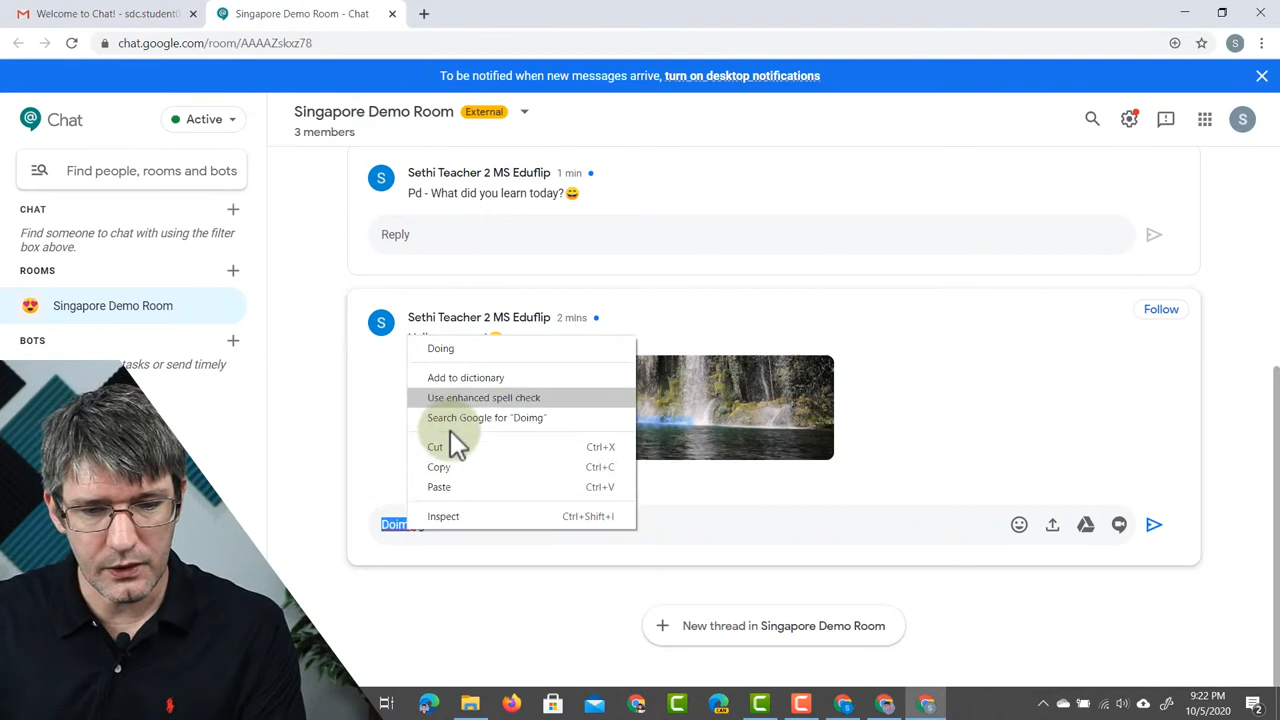 Welcome to Chat! - sdc.student0
Singapore Demo Room - Chat
chat.google.com/room/AAAAZskxz78
To be notified when new messages arrive, turn on desktop notifications
Chat
Active
Singapore Demo Room External
3 members
S
Find people, rooms and bots
CHAT
Find someone to chat with using the filter box above.
ROOMS
Singapore Demo Room
BOTS
tasks or send timely
S
Sethi Teacher 2 MS Eduflip 1 min
Pd - What did you learn today?😄
Reply
S
Sethi Teacher 2 MS Eduflip 2 mins
Follow
Doing
Add to dictionary
Use enhanced spell check
Search Google for "Doimg"
Cut Ctrl+X
Copy Ctrl+C
Paste Ctrl+V
Inspect Ctrl+Shift+I
New thread in Singapore Demo Room
9:22 PM
10/5/2020